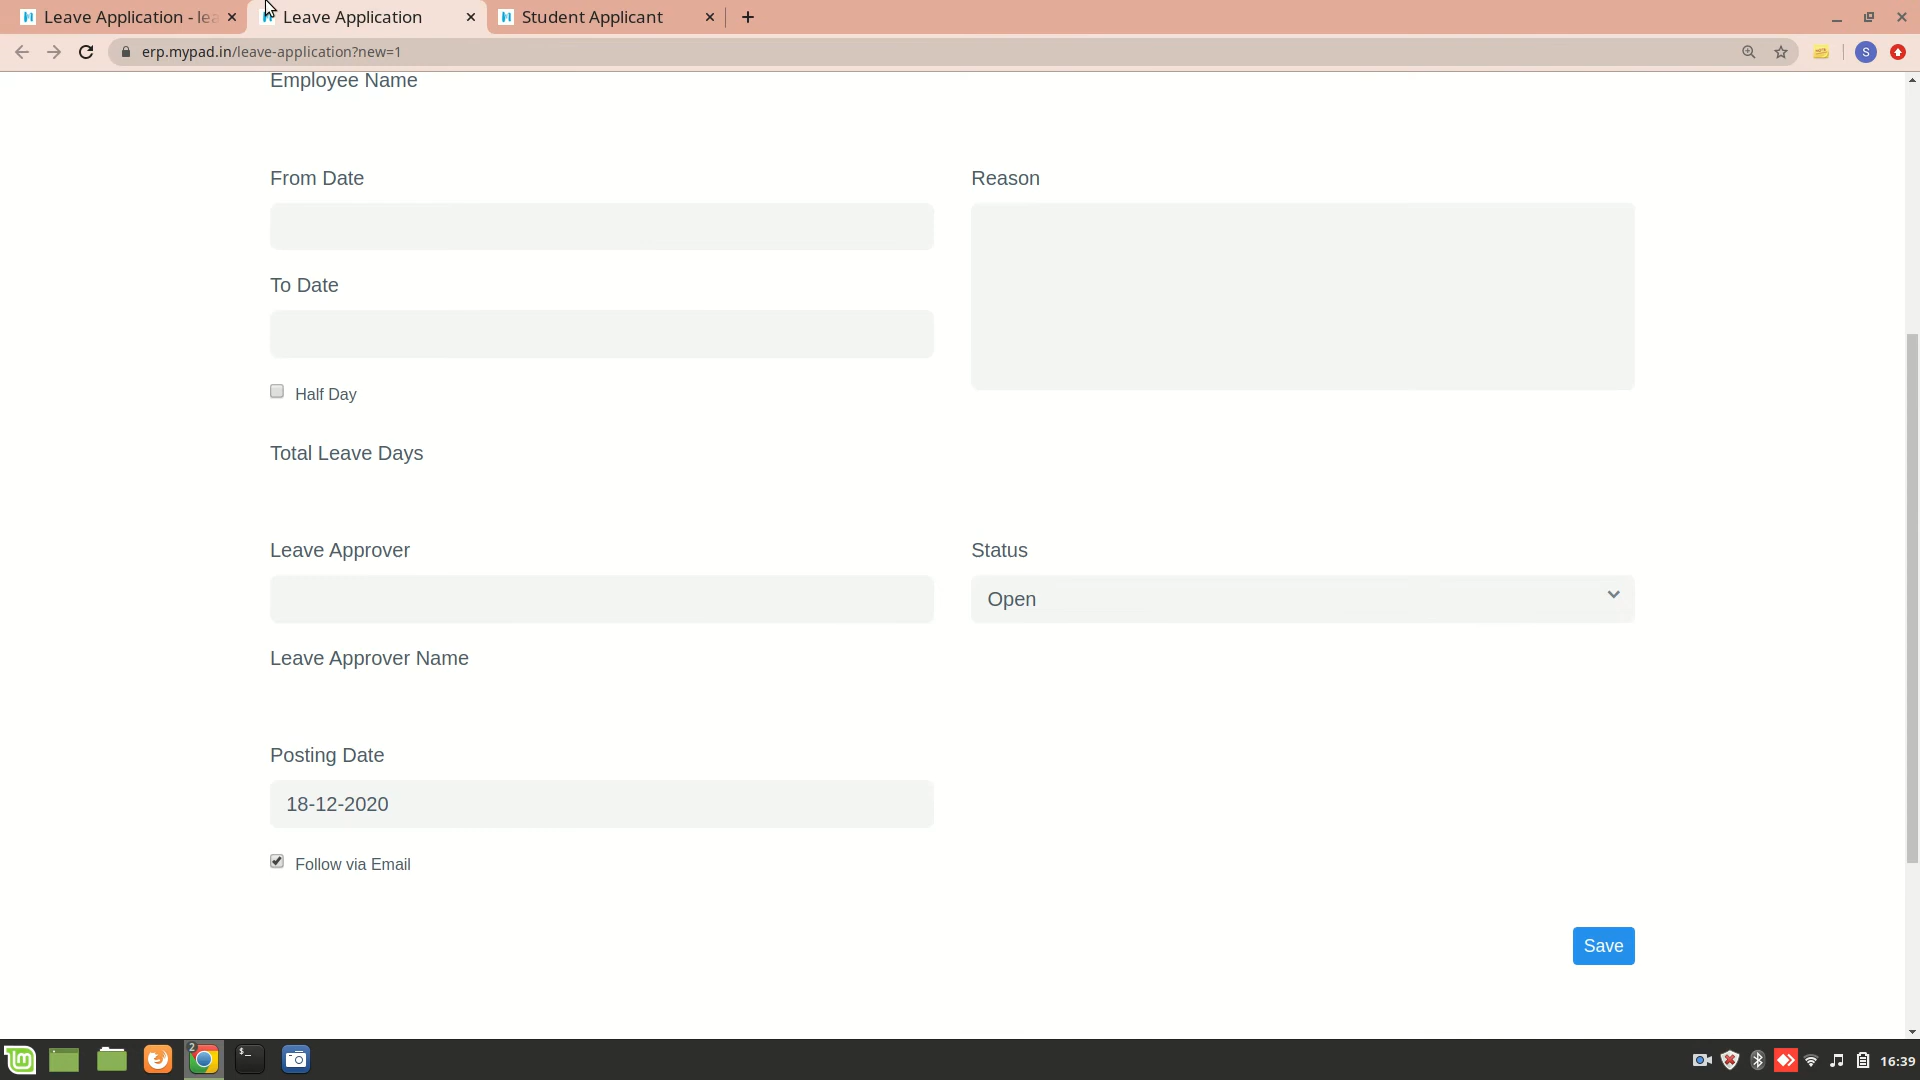 Leave Application - lea
Leave Application
Student Applicant
erp.mypad.in/leave-application?new=1
S
Employee Name
From Date
Reason
To Date
Half Day
Total Leave Days
Leave Approver
Status
Open
Leave Approver Name
Posting Date
18-12-2020
Follow via Email
Save
2
$_
16:39